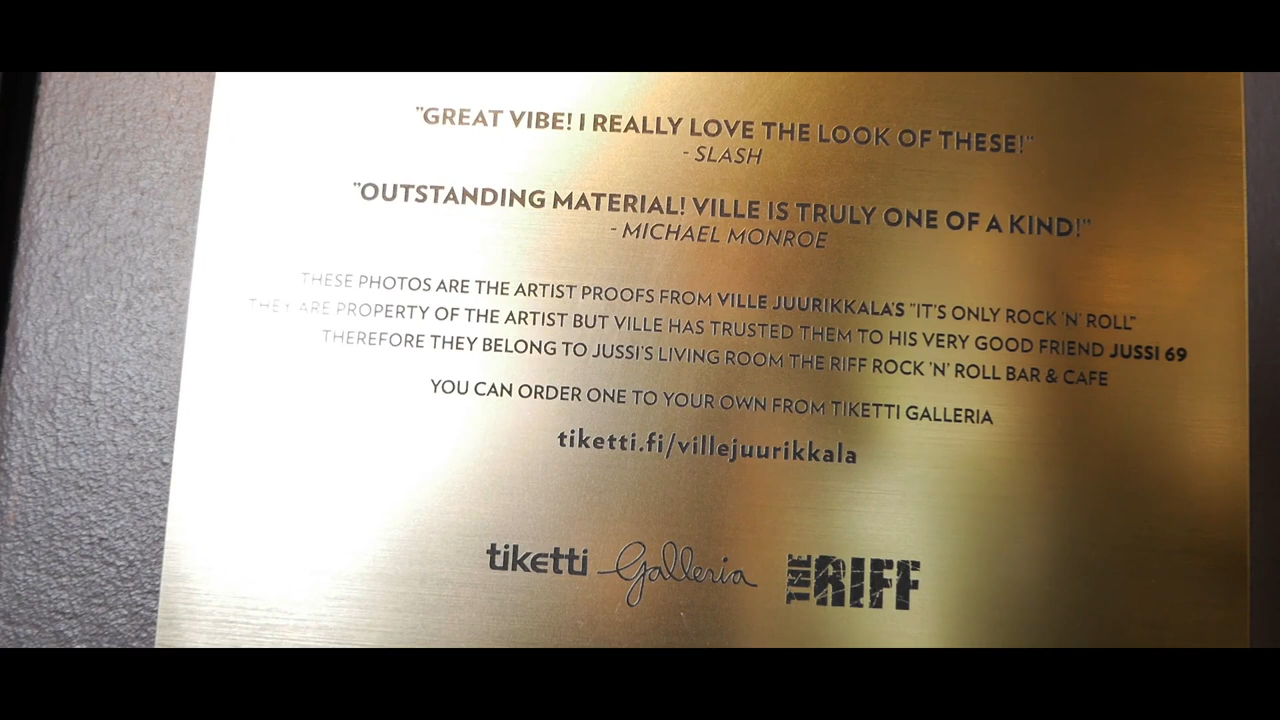 "GREAT VIBE! I REALLY LOVE THE LOOK OF THESE!"
- SLASH
"OUTSTANDING MATERIAL! VILLE IS TRULY ONE OF A KIND!"
- MICHAEL MONROE
THESE PHOTOS ARE THE ARTIST PROOFS FROM VILLE JUURIKKALA'S "IT'S ONLY ROCK 'N' ROLL"
THEY ARE PROPERTY OF THE ARTIST BUT VILLE HAS TRUSTED THEM TO HIS VERY GOOD FRIEND JUSSI 69
THEREFORE THEY BELONG TO JUSSI'S LIVING ROOM THE RIFF ROCK 'N' ROLL BAR & CAFE
YOU CAN ORDER ONE TO YOUR OWN FROM TIKETTI GALLERIA
tiketti.fi/villejuurikkala
tiketti Galleria THE RIFF